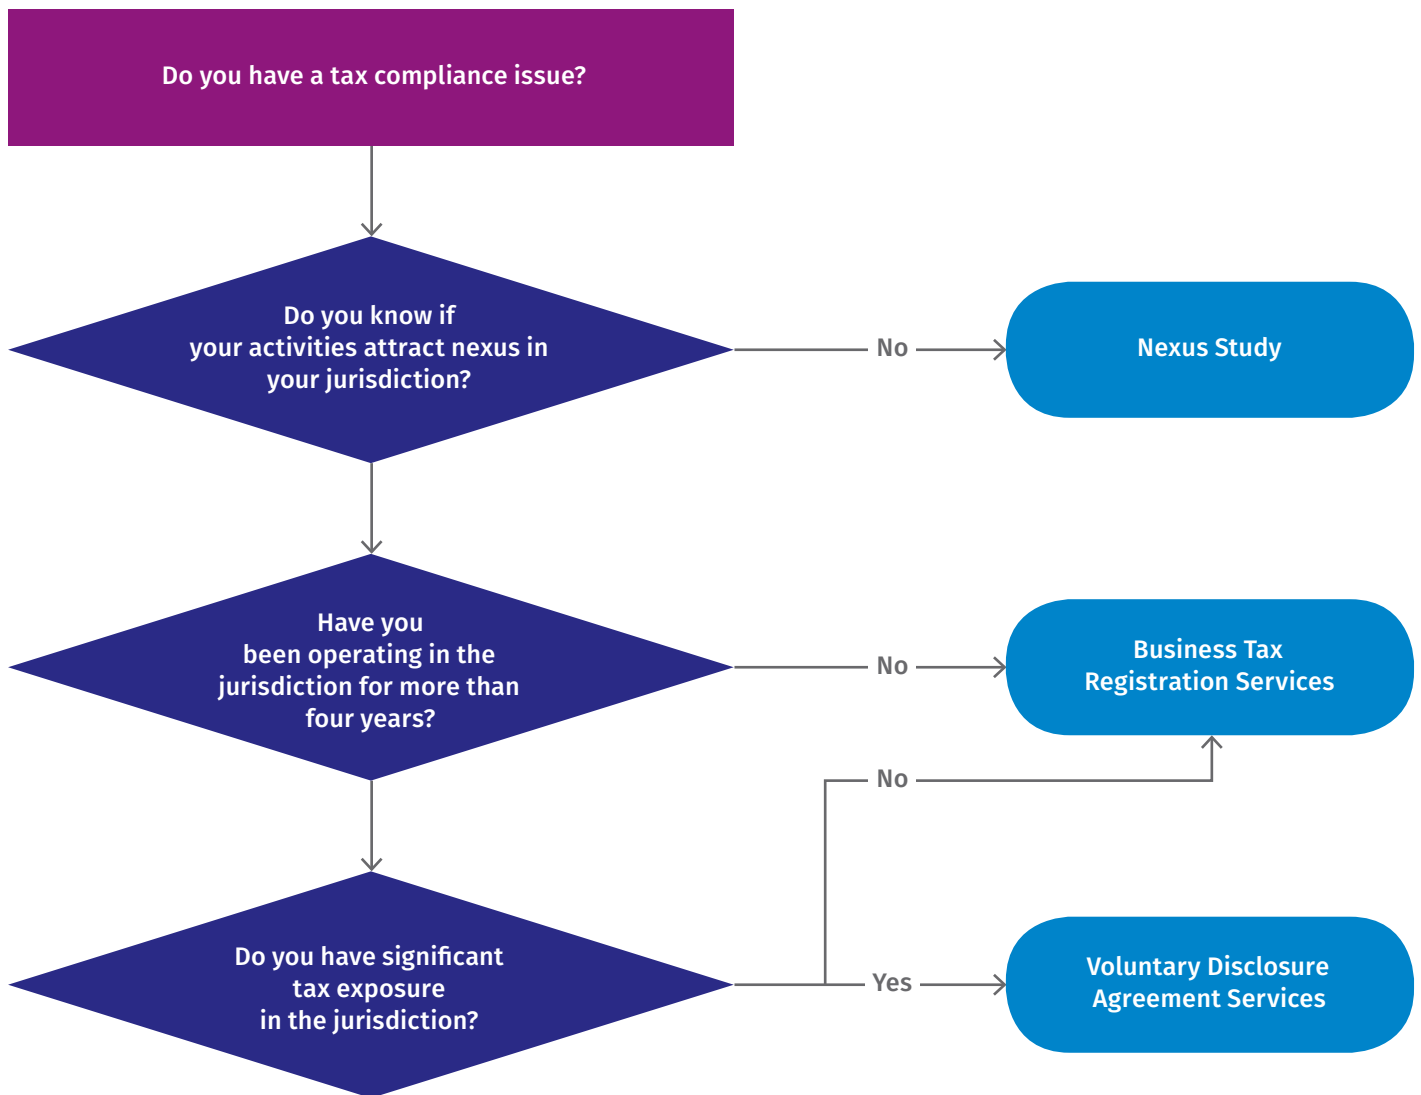 Do you have a tax compliance issue?
Do you know if
your activities attract nexus in
your jurisdiction?
No
Nexus Study
Have you
been operating in the
jurisdiction for more than
four years?
No
Business Tax
Registration Services
No
Do you have significant
tax exposure
in the jurisdiction?
Yes
Voluntary Disclosure
Agreement Services